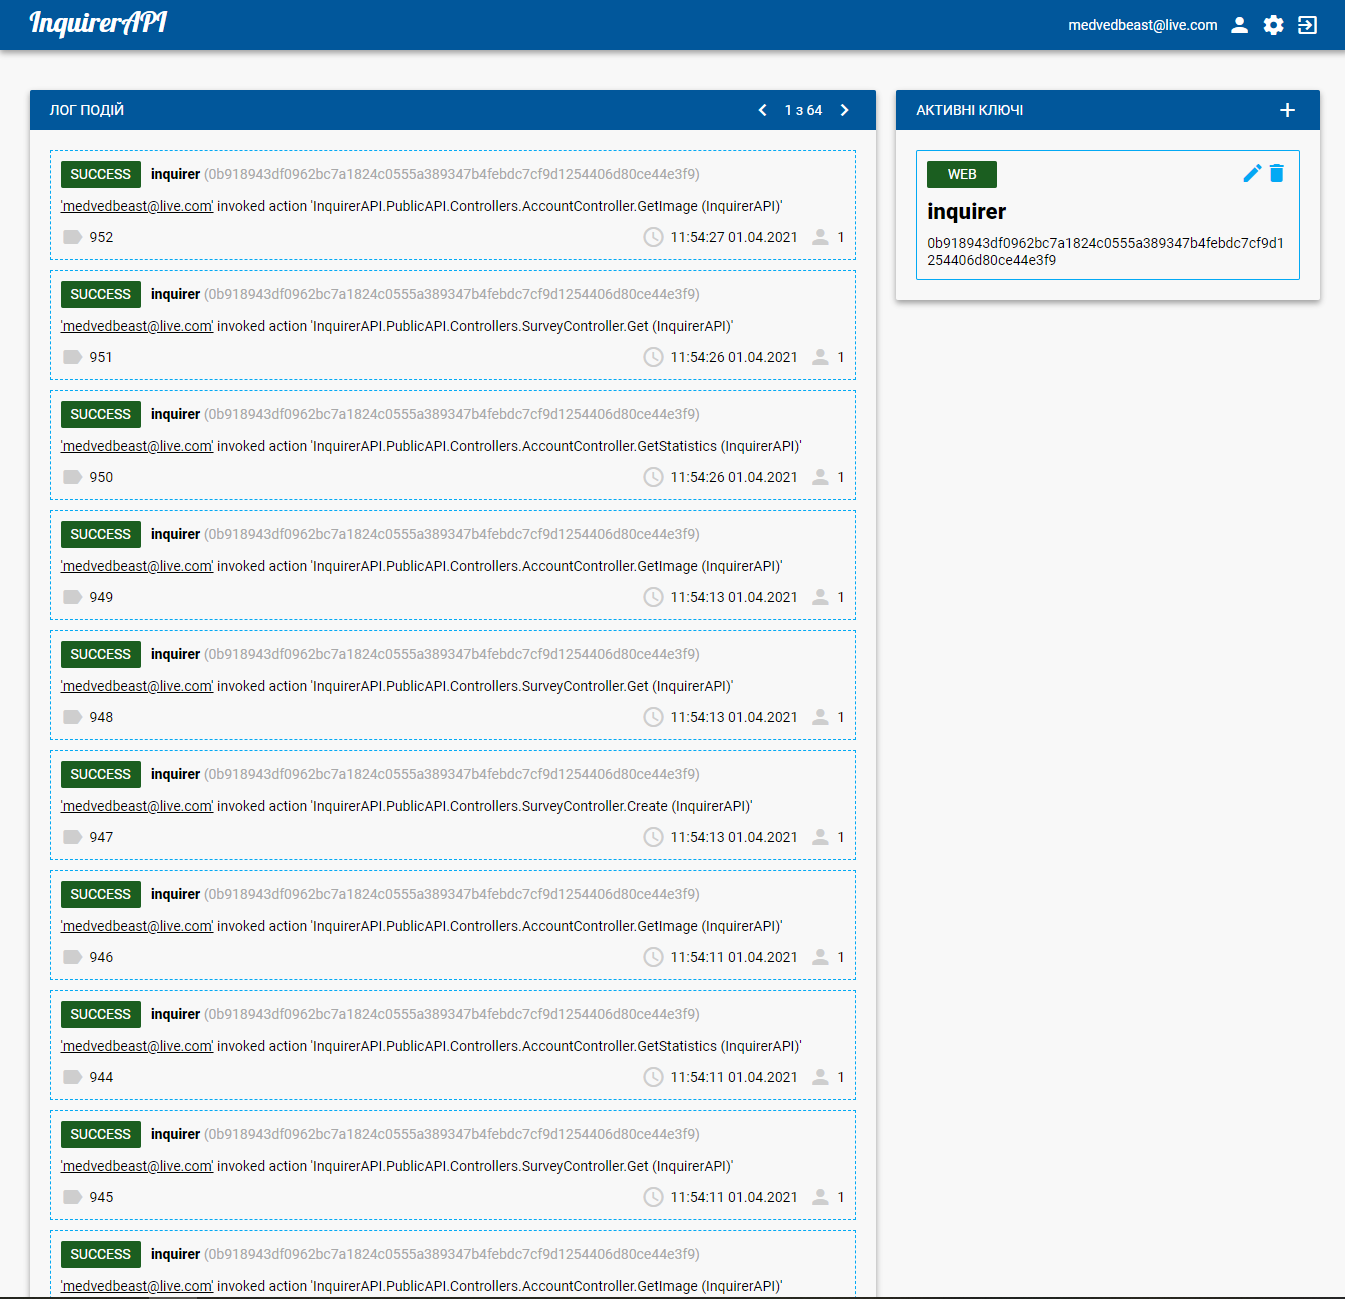 InquirerAPI
medvedbeast@live.com
ЛОГ ПОДІЙ
1 з 64
SUCCESS inquirer (0b918943df0962bc7a1824c0555a389347b4febdc7cf9d1254406d80ce44e3f9)
'medvedbeast@live.com' invoked action 'InquirerAPI.PublicAPI.Controllers.AccountController.GetImage (InquirerAPI)'
952 11:54:27 01.04.2021 1
SUCCESS inquirer (0b918943df0962bc7a1824c0555a389347b4febdc7cf9d1254406d80ce44e3f9)
'medvedbeast@live.com' invoked action 'InquirerAPI.PublicAPI.Controllers.SurveyController.Get (InquirerAPI)'
951 11:54:26 01.04.2021 1
SUCCESS inquirer (0b918943df0962bc7a1824c0555a389347b4febdc7cf9d1254406d80ce44e3f9)
'medvedbeast@live.com' invoked action 'InquirerAPI.PublicAPI.Controllers.AccountController.GetStatistics (InquirerAPI)'
950 11:54:26 01.04.2021 1
SUCCESS inquirer (0b918943df0962bc7a1824c0555a389347b4febdc7cf9d1254406d80ce44e3f9)
'medvedbeast@live.com' invoked action 'InquirerAPI.PublicAPI.Controllers.AccountController.GetImage (InquirerAPI)'
949 11:54:13 01.04.2021 1
SUCCESS inquirer (0b918943df0962bc7a1824c0555a389347b4febdc7cf9d1254406d80ce44e3f9)
'medvedbeast@live.com' invoked action 'InquirerAPI.PublicAPI.Controllers.SurveyController.Get (InquirerAPI)'
948 11:54:13 01.04.2021 1
SUCCESS inquirer (0b918943df0962bc7a1824c0555a389347b4febdc7cf9d1254406d80ce44e3f9)
'medvedbeast@live.com' invoked action 'InquirerAPI.PublicAPI.Controllers.SurveyController.Create (InquirerAPI)'
947 11:54:13 01.04.2021 1
SUCCESS inquirer (0b918943df0962bc7a1824c0555a389347b4febdc7cf9d1254406d80ce44e3f9)
'medvedbeast@live.com' invoked action 'InquirerAPI.PublicAPI.Controllers.AccountController.GetImage (InquirerAPI)'
946 11:54:11 01.04.2021 1
SUCCESS inquirer (0b918943df0962bc7a1824c0555a389347b4febdc7cf9d1254406d80ce44e3f9)
'medvedbeast@live.com' invoked action 'InquirerAPI.PublicAPI.Controllers.AccountController.GetStatistics (InquirerAPI)'
944 11:54:11 01.04.2021 1
SUCCESS inquirer (0b918943df0962bc7a1824c0555a389347b4febdc7cf9d1254406d80ce44e3f9)
'medvedbeast@live.com' invoked action 'InquirerAPI.PublicAPI.Controllers.SurveyController.Get (InquirerAPI)'
945 11:54:11 01.04.2021 1
SUCCESS inquirer (0b918943df0962bc7a1824c0555a389347b4febdc7cf9d1254406d80ce44e3f9)
'medvedbeast@live.com' invoked action 'InquirerAPI.PublicAPI.Controllers.AccountController.GetImage (InquirerAPI)'
АКТИВНІ КЛЮЧІ
WEB
inquirer
0b918943df0962bc7a1824c0555a389347b4febdc7cf9d1
254406d80ce44e3f9